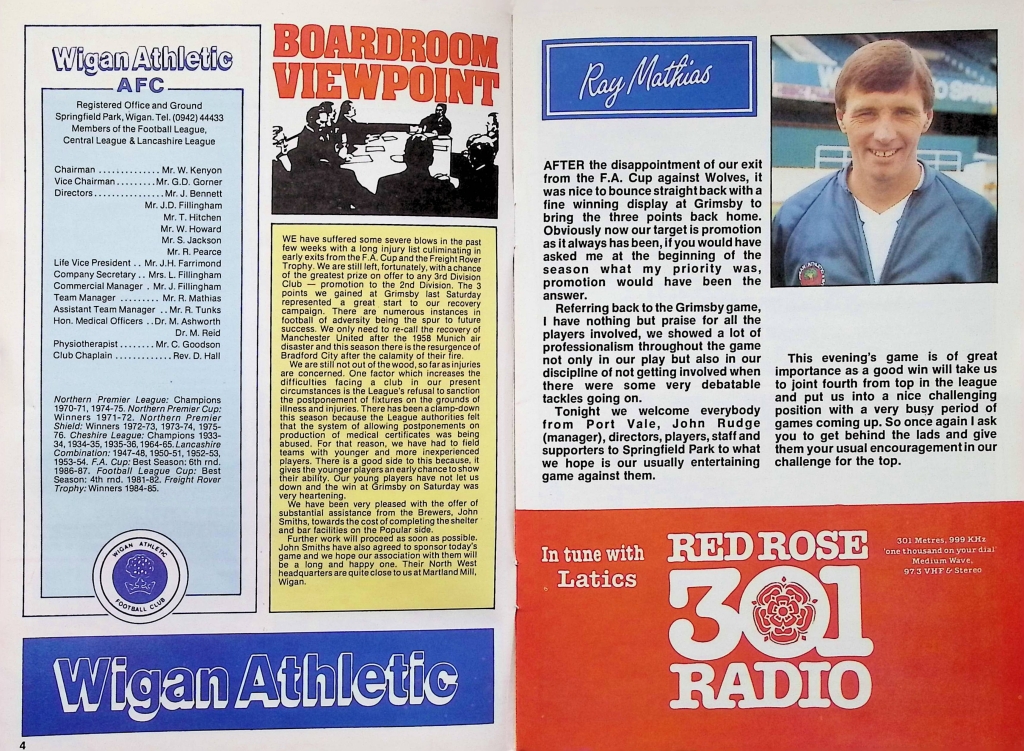 Wigan Athletic
AFC
Registered Office and Ground
Springfield Park, Wigan. Tel. (0942) 44433
Members of the Football League,
Central League & Lancashire League
Chairman .............. Mr. W. Kenyon
Vice Chairman......... Mr. G.D. Gorner
Directors................ Mr. J. Bennett
Mr. J.D. Fillingham
Mr. T. Hitchen
Mr. W. Howard
Mr. S. Jackson
Mr. R. Pearce
Life Vice President .. Mr. J.H. Farrimond
Company Secretary .. Mrs. L. Fillingham
Commercial Manager . Mr. J. Fillingham
Team Manager ......... Mr. R. Mathias
Assistant Team Manager .. Mr. R. Tunks
Hon. Medical Officers .. Dr. M. Ashworth
Dr. M. Reid
Physiotherapist....... Mr. C. Goodson
Club Chaplain ............ Rev. D. Hall
Northern Premier League: Champions
1970-71, 1974-75. Northern Premier Cup:
Winners 1971-72. Northern Premier
Shield: Winners 1972-73, 1973-74, 1975-
76. Cheshire League: Champions 1933-
34, 1934-35, 1935-36, 1964-65. Lancashire
Combination: 1947-48, 1950-51, 1952-53,
1953-54. F.A. Cup: Best Season: 6th rnd.
1986-87. Football League Cup: Best
Season: 4th rnd. 1981-82. Freight Rover
Trophy: Winners 1984-85.
WIGAN ATHLETIC
FOOTBALL CLUB
BOARDROOM
VIEWPOINT
WE have suffered some severe blows in the past
few weeks with a long injury list culiminating in
early exits from the F.A. Cup and the Freight Rover
Trophy. We are still left, fortunately, with a chance
of the greatest prize on offer to any 3rd Division
Club — promotion to the 2nd Division. The 3
points we gained at Grimsby last Saturday
represented a great start to our recovery
campaign. There are numerous instances in
football of adversity being the spur to future
success. We only need to re-call the recovery of
Manchester United after the 1958 Munich air
disaster and this season there is the resurgence of
Bradford City after the calamity of their fire.
We are still not out of the wood, so far as injuries
are concerned. One factor which increases the
difficulties facing a club in our present
circumstances is the League's refusal to sanction
the postponement of fixtures on the grounds of
illness and injuries. There has been a clamp-down
this season because the League authorities felt
that the system of allowing postponements on
production of medical certificates was being
abused. For that reason, we have had to field
teams with younger and more inexperienced
players. There is a good side to this because, it
gives the younger players an early chance to show
their ability. Our young players have not let us
down and the win at Grimsby on Saturday was
very heartening.
We have been very pleased with the offer of
substantial assistance from the Brewers, John
Smiths, towards the cost of completing the shelter
and bar facilities on the Popular side.
Further work will proceed as soon as possible.
John Smiths have also agreed to sponsor today's
game and we hope our association with them will
be a long and happy one. Their North West
headquarters are quite close to us at Martland Mill,
Wigan.
Wigan Athletic
4
Ray Mathias
AFTER the disappointment of our exit
from the F.A. Cup against Wolves, it
was nice to bounce straight back with a
fine winning display at Grimsby to
bring the three points back home.
Obviously now our target is promotion
as it always has been, if you would have
asked me at the beginning of the
season what my priority was,
promotion would have been the
answer.
Referring back to the Grimsby game,
I have nothing but praise for all the
players involved, we showed a lot of
professionalism throughout the game
not only in our play but also in our
discipline of not getting involved when
there were some very debatable
tackles going on.
Tonight we welcome everybody
from Port Vale, John Rudge
(manager), directors, players, staff and
supporters to Springfield Park to what
we hope is our usually entertaining
game against them.
This evening's game is of great
importance as a good win will take us
to joint fourth from top in the league
and put us into a nice challenging
position with a very busy period of
games coming up. So once again I ask
you to get behind the lads and give
them your usual encouragement in our
challenge for the top.
In tune with
Latics
RED ROSE
301
RADIO
301 Metres, 999 KHz
'one thousand on your dial'
Medium Wave,
97.3 VHF & Stereo